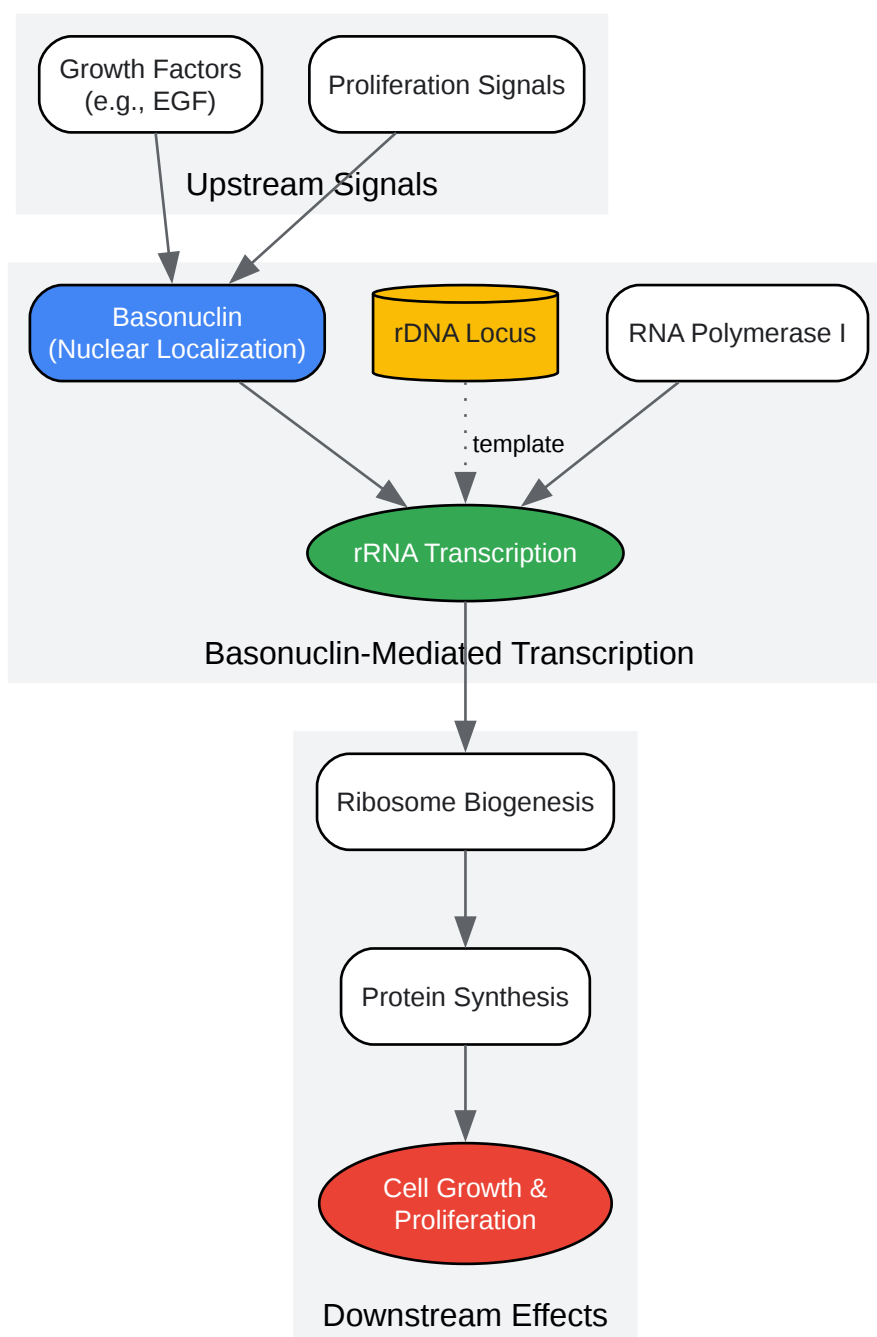 Growth Factors
(e.g., EGF)
Proliferation Signals
Upstream Signals
Basonuclin
(Nuclear Localization)
rDNA Locus
RNA Polymerase I
template
rRNA Transcription
Basonuclin-Mediated Transcription
Ribosome Biogenesis
Protein Synthesis
Cell Growth &
Proliferation
Downstream Effects